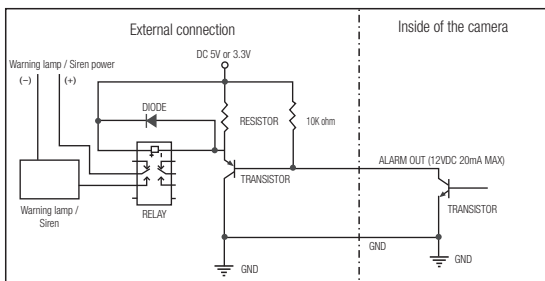 External connection
Inside of the camera
DC 5V or 3.3V
Warning lamp / Siren power
(−)
(+)
DIODE
RESISTOR
10K ohm
+
−
ALARM OUT (12VDC 20mA MAX)
TRANSISTOR
TRANSISTOR
Warning lamp /
Siren
RELAY
GND
GND
GND